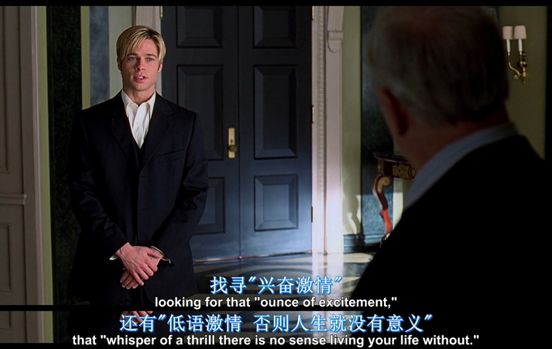 找寻"兴奋激情"
looking for that "ounce of excitement,"
还有"低语激情 否则人生就没有意义"
that "whisper of a thrill there is no sense living your life without."